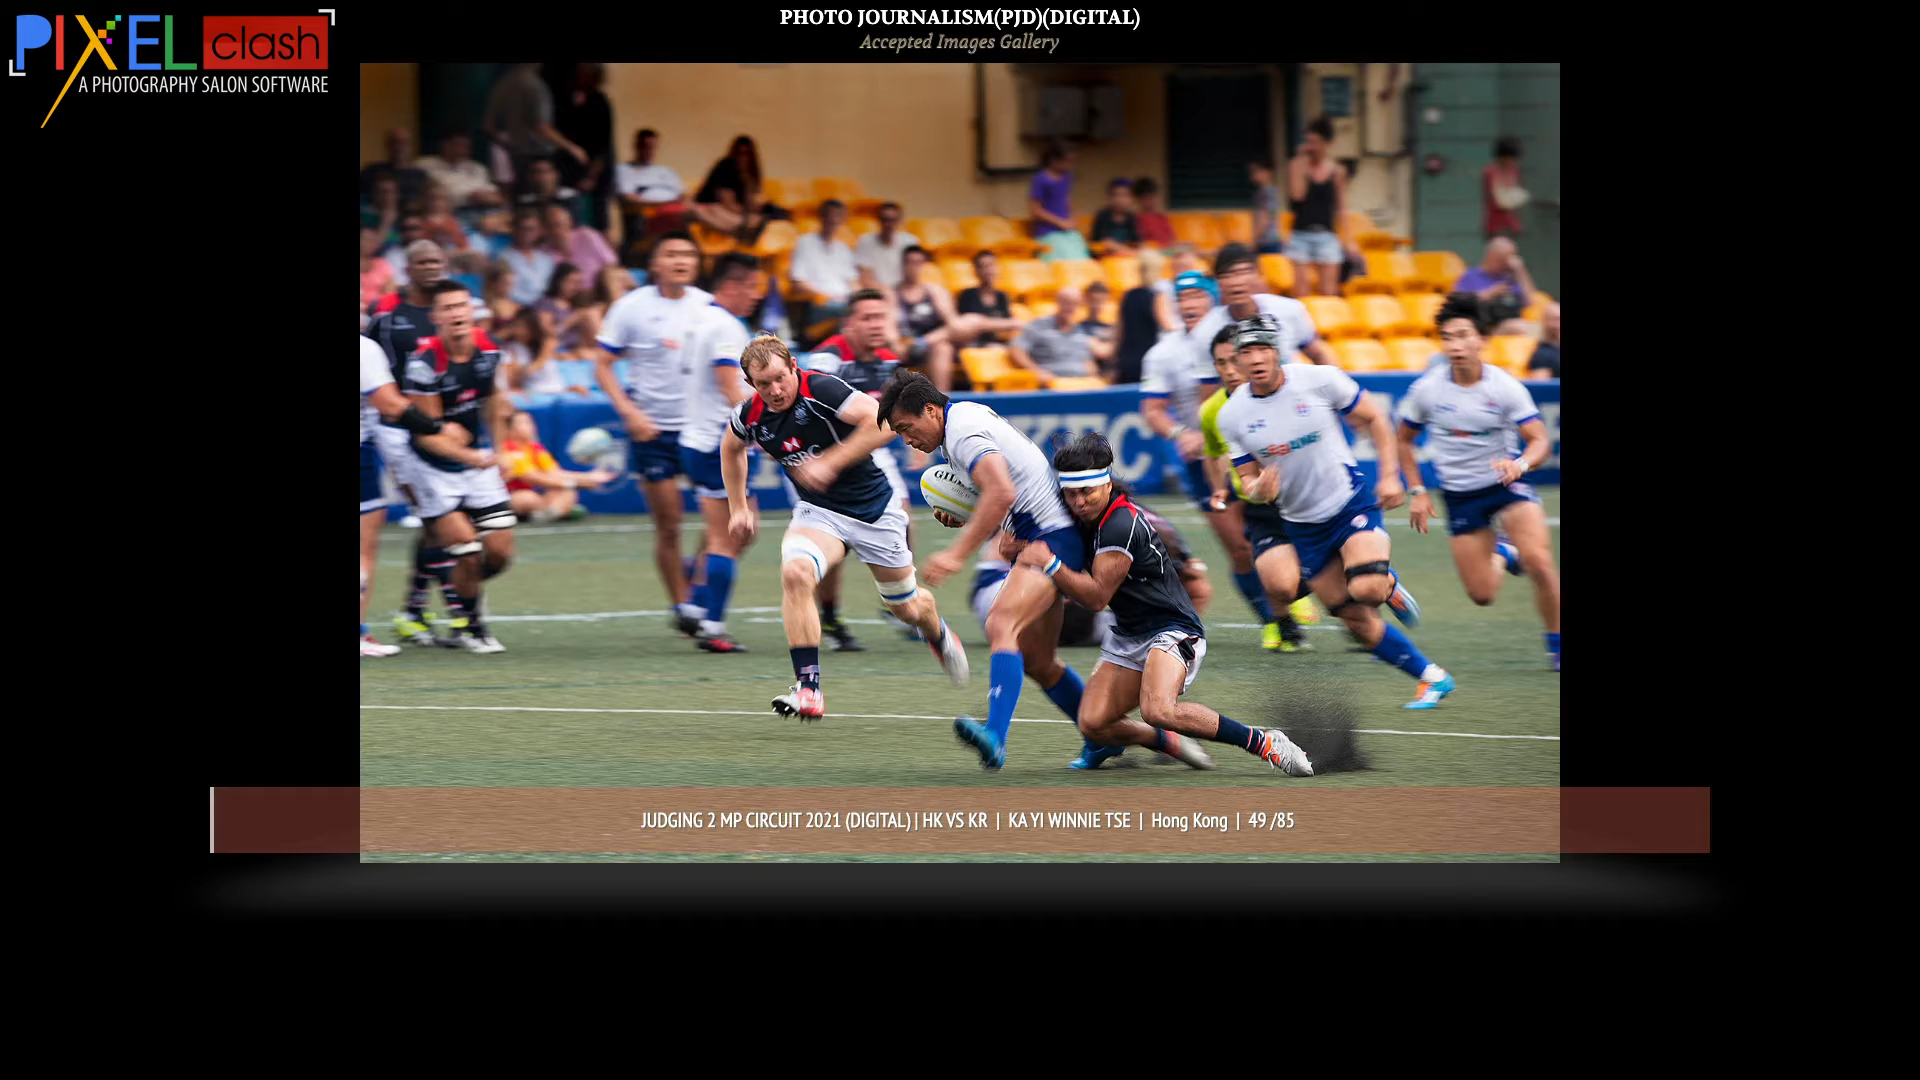 PIXEL clash
A PHOTOGRAPHY SALON SOFTWARE
PHOTO JOURNALISM(PJD)(DIGITAL)
Accepted Images Gallery
HSBC
JUDGING 2 MP CIRCUIT 2021 (DIGITAL) | HK VS KR | KA YI WINNIE TSE | Hong Kong | 49 /85